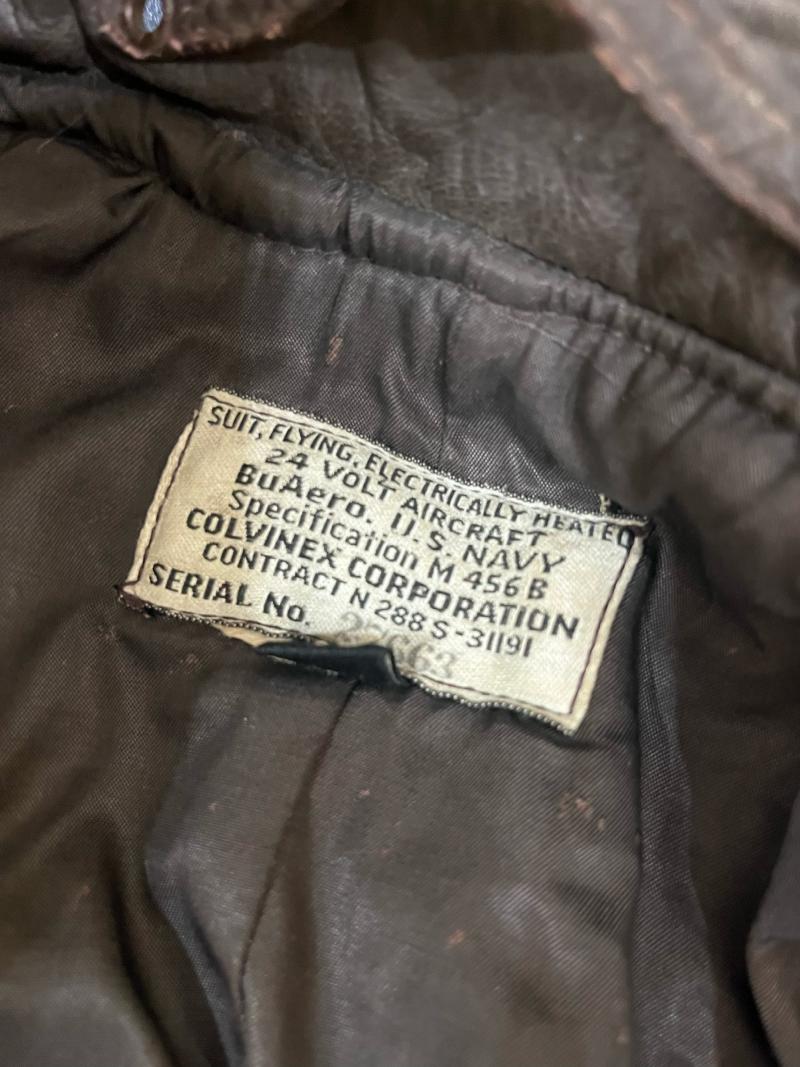 SUIT, FLYING, ELECTRICALLY HEATED
24 VOLT AIRCRAFT
BuAero. U.S. NAVY
Specification M 456 B
COLVINEX CORPORATION
CONTRACT N 288 S-31191
SERIAL No.